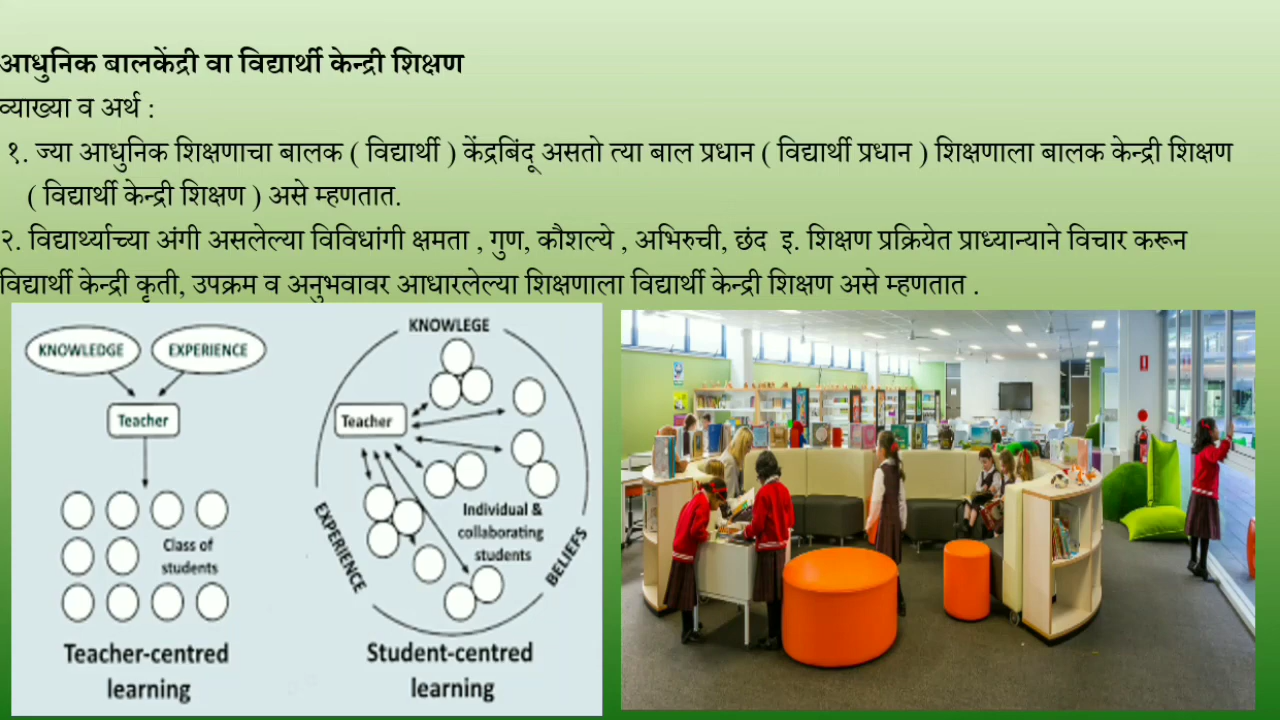 आधुनिक बालकेंद्री वा विद्यार्थी केन्द्री शिक्षण
व्याख्या व अर्थ :
१. ज्या आधुनिक शिक्षणाचा बालक ( विद्यार्थी ) केंद्रबिंदू असतो त्या बाल प्रधान ( विद्यार्थी प्रधान ) शिक्षणाला बालक केन्द्री शिक्षण
( विद्यार्थी केन्द्री शिक्षण ) असे म्हणतात.
२. विद्यार्थ्याच्या अंगी असलेल्या विविधांगी क्षमता , गुण, कौशल्ये , अभिरुची, छंद इ. शिक्षण प्रक्रियेत प्राध्यान्याने विचार करून
विद्यार्थी केन्द्री कृती, उपक्रम व अनुभवावर आधारलेल्या शिक्षणाला विद्यार्थी केन्द्री शिक्षण असे म्हणतात .
KNOWLEDGE
EXPERIENCE
Teacher
Class of
students
Teacher-centred
learning
KNOWLEGE
Teacher
Individual &
collaborating
students
EXPERIENCE
BELIEFS
Student-centred
learning